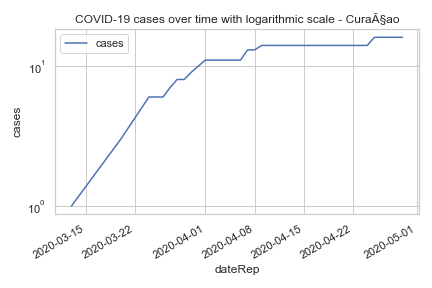 COVID-19 cases over time with logarithmic scale - CuraÃ§ao
cases
10¹
cases
10⁰
2020-03-15
2020-03-22
2020-04-01
2020-04-08
2020-04-15
2020-04-22
2020-05-01
dateRep